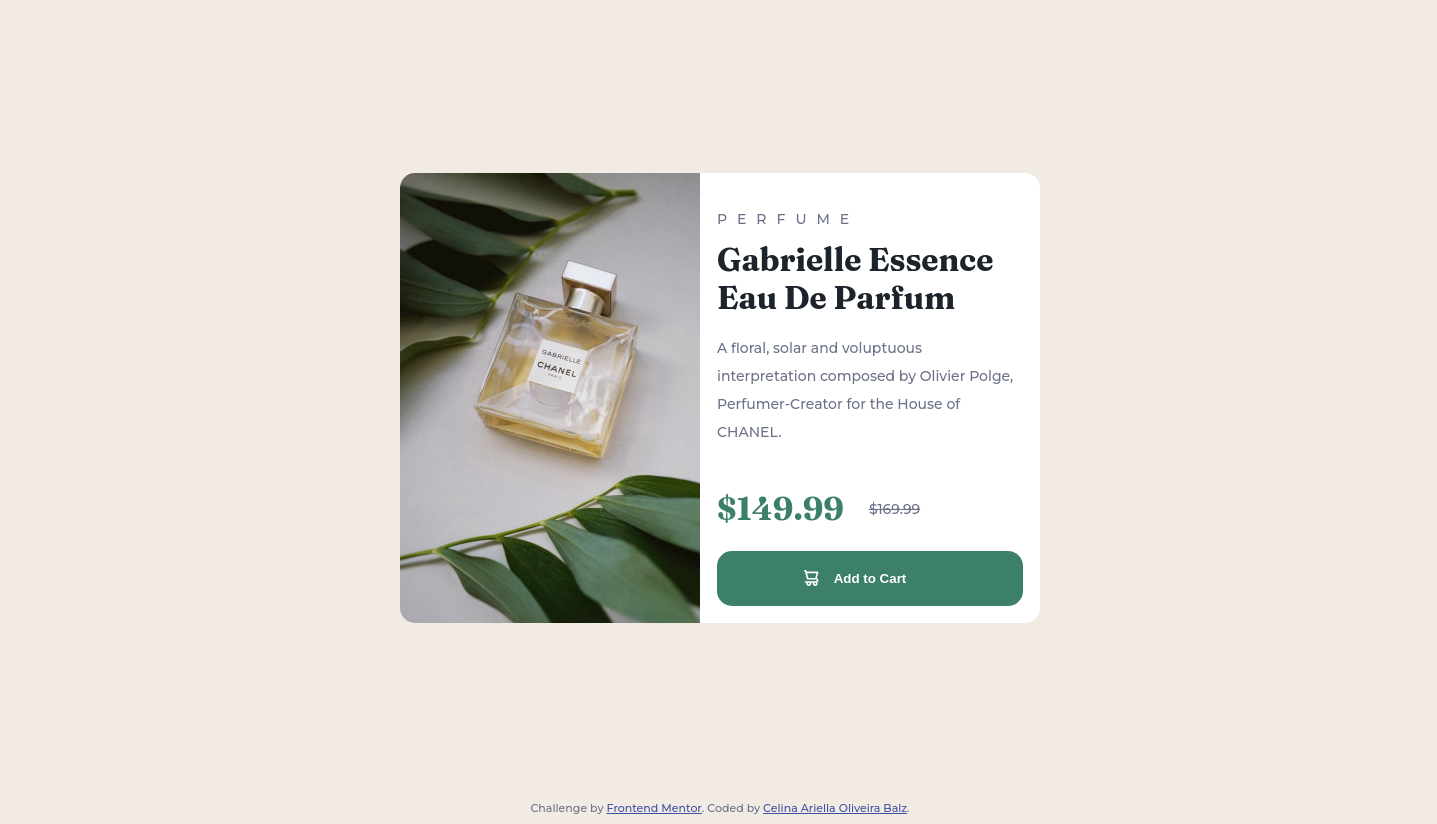 GABRIELLE
CHANEL
PARIS
P E R F U M E
Gabrielle Essence
Eau De Parfum
A floral, solar and voluptuous
interpretation composed by Olivier Polge,
Perfumer-Creator for the House of
CHANEL.
$149.99 $169.99
Add to Cart
Challenge by Frontend Mentor. Coded by Celina Ariella Oliveira Balz.